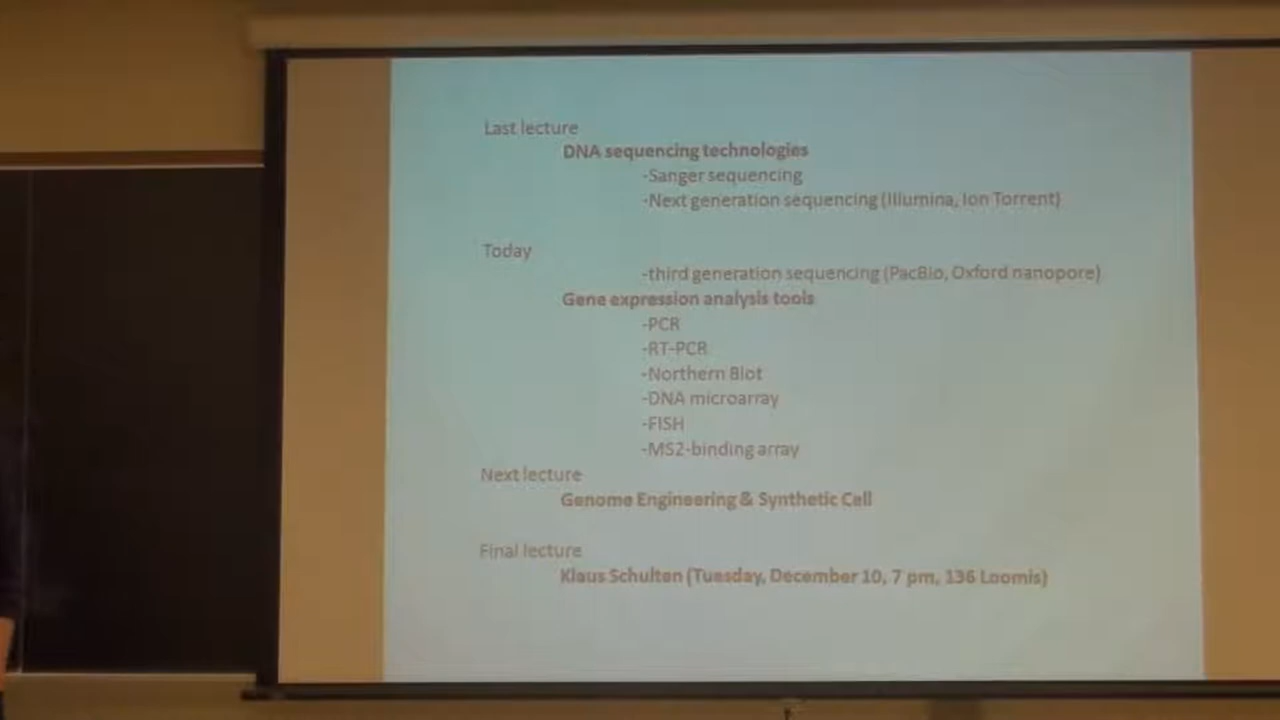 Last lecture
DNA sequencing technologies
-Sanger sequencing
-Next generation sequencing (Illumina, Ion Torrent)
Today
-third generation sequencing (PacBio, Oxford nanopore)
Gene expression analysis tools
-PCR
-RT-PCR
-Northern Blot
-DNA microarray
-FISH
-MS2-binding array
Next lecture
Genome Engineering & Synthetic Cell
Final lecture
Klaus Schulten (Tuesday, December 10, 7 pm, 136 Loomis)